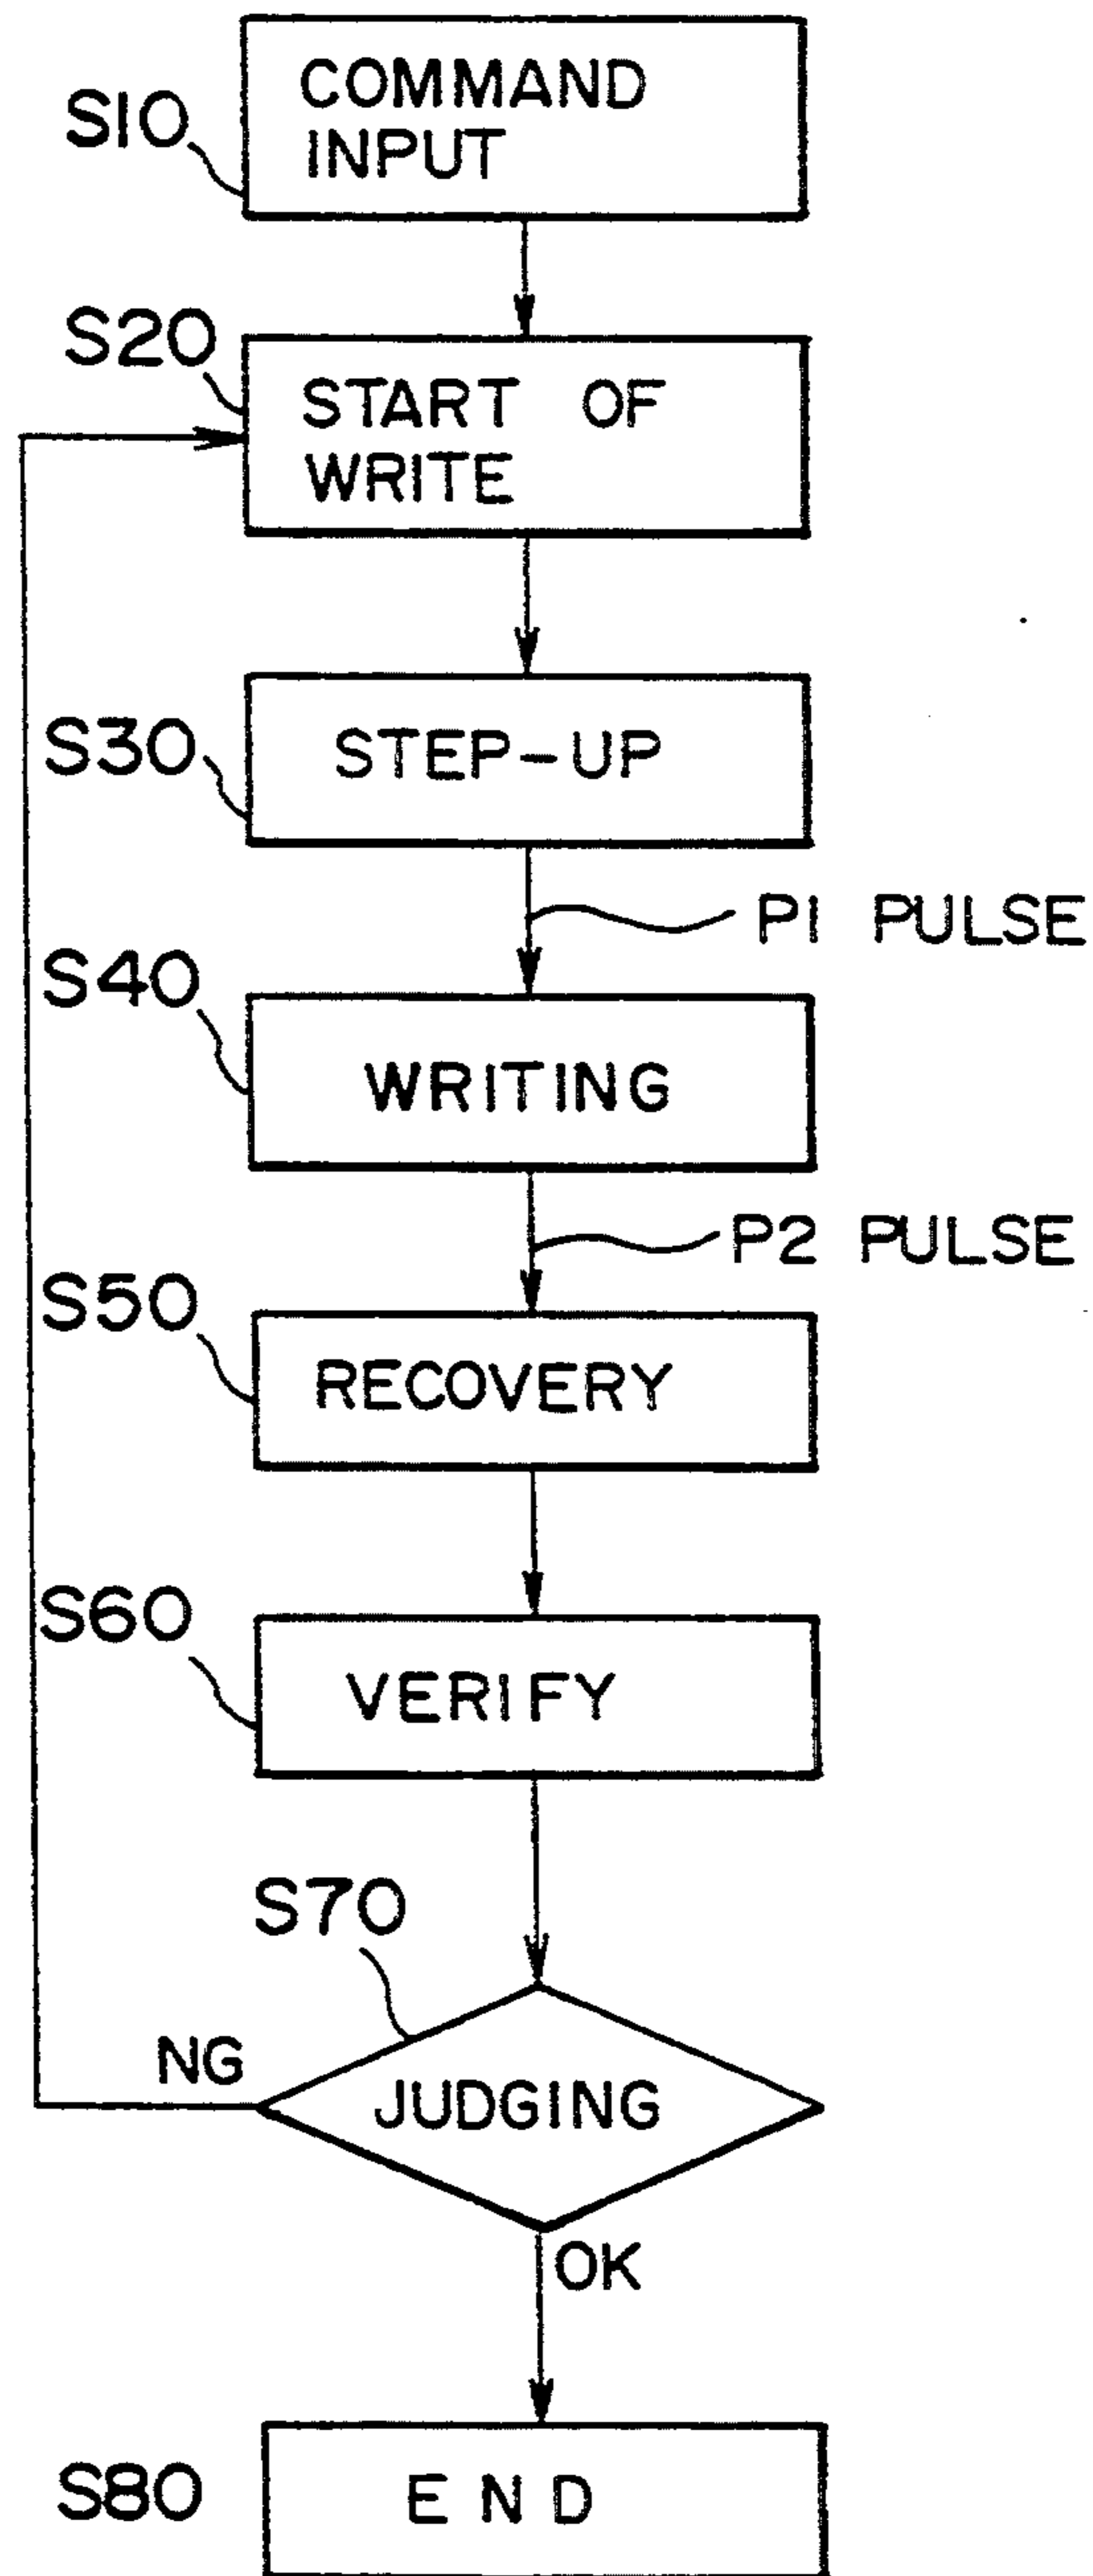 S10
COMMAND
INPUT
S20
START OF
WRITE
S30
STEP-UP
P1 PULSE
S40
WRITING
P2 PULSE
S50
RECOVERY
S60
VERIFY
S70
NG
JUDGING
OK
S80
END